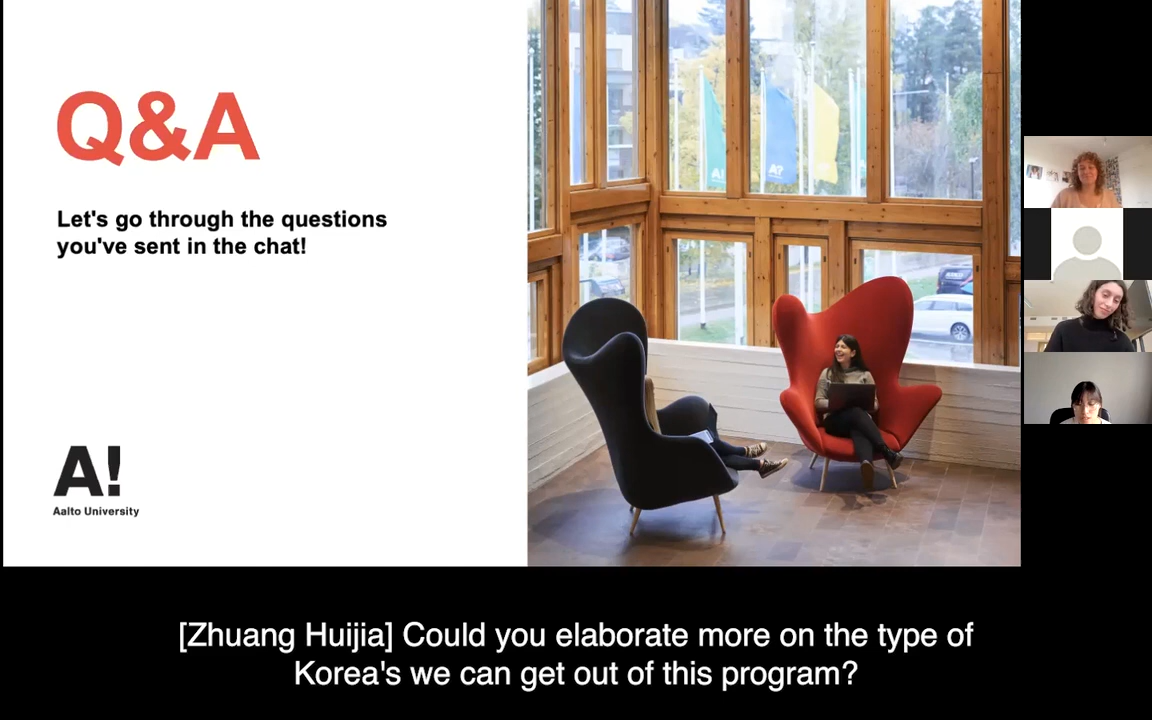 Q&A
Let's go through the questions
you've sent in the chat!
A!
Aalto University
[Zhuang Huijia] Could you elaborate more on the type of
Korea's we can get out of this program?